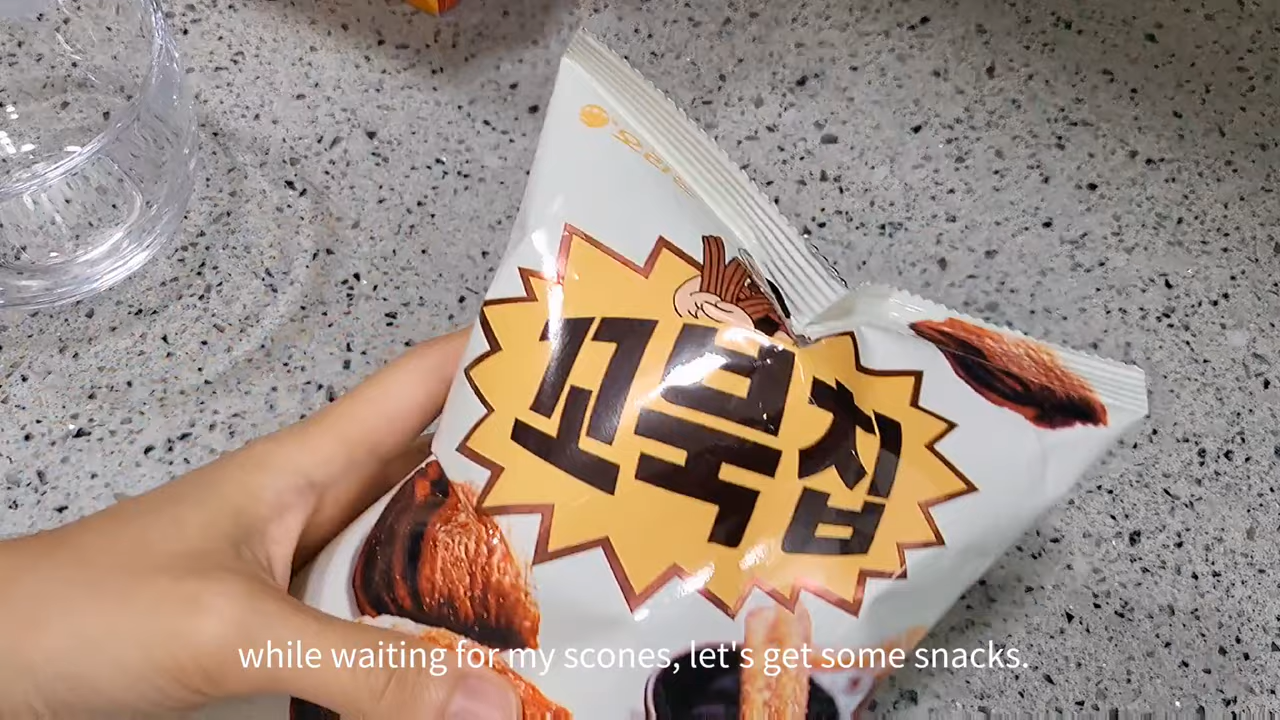 꼬북칩
while waiting for my scones, let's get some snacks.